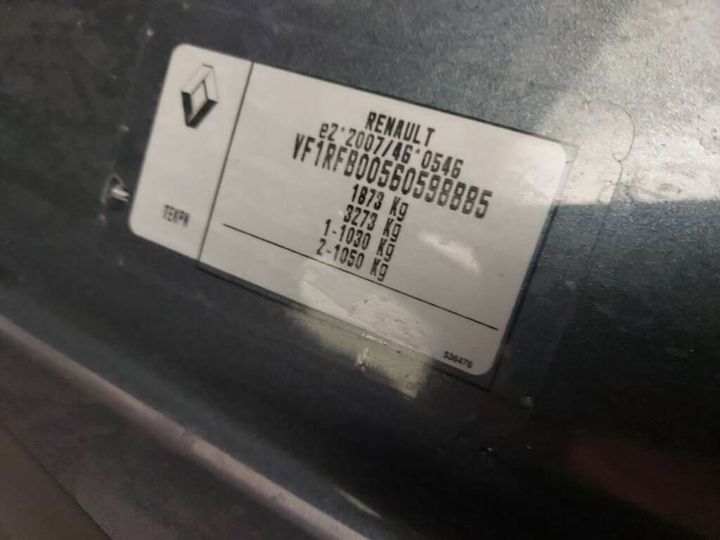 RENAULT
e2*2007/46*0546
VF1RFB00560598885
1873 Kg
3273 Kg
1-1030 Kg
2-1050 Kg
TEKPN
536476